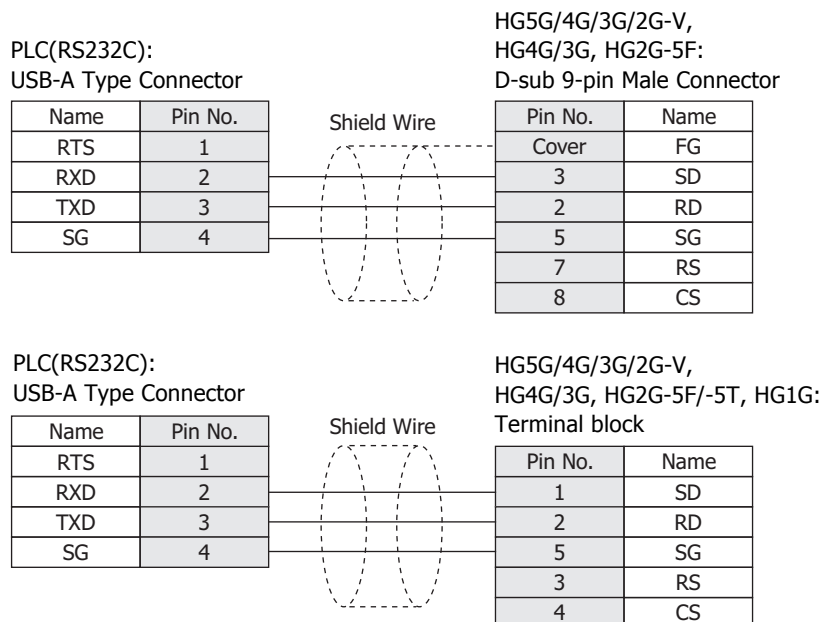 PLC(RS232C):
USB-A Type Connector
HG5G/4G/3G/2G-V,
HG4G/3G, HG2G-5F:
D-sub 9-pin Male Connector
Name Pin No.
RTS 1
RXD 2
TXD 3
SG 4
Shield Wire
Pin No. Name
Cover FG
3 SD
2 RD
5 SG
7 RS
8 CS
PLC(RS232C):
USB-A Type Connector
HG5G/4G/3G/2G-V,
HG4G/3G, HG2G-5F/-5T, HG1G:
Terminal block
Name Pin No.
RTS 1
RXD 2
TXD 3
SG 4
Shield Wire
Pin No. Name
1 SD
2 RD
5 SG
3 RS
4 CS